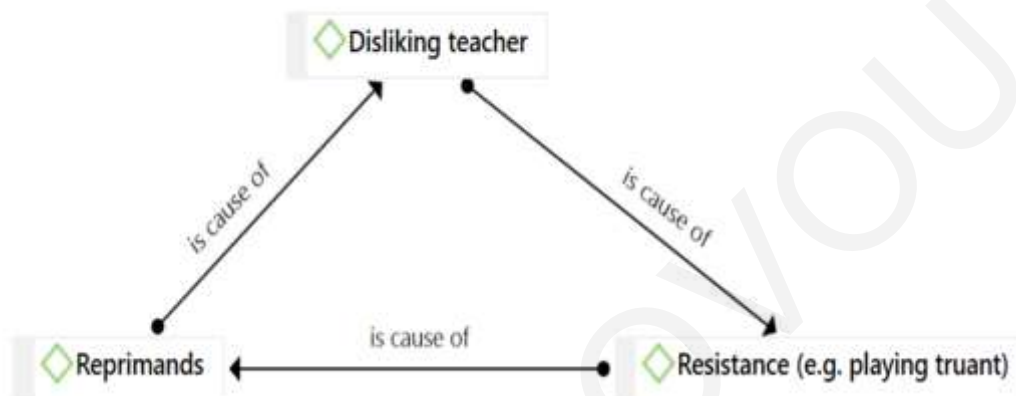 Disliking teacher
is cause of
is cause of
is cause of
Reprimands
Resistance (e.g. playing truant)